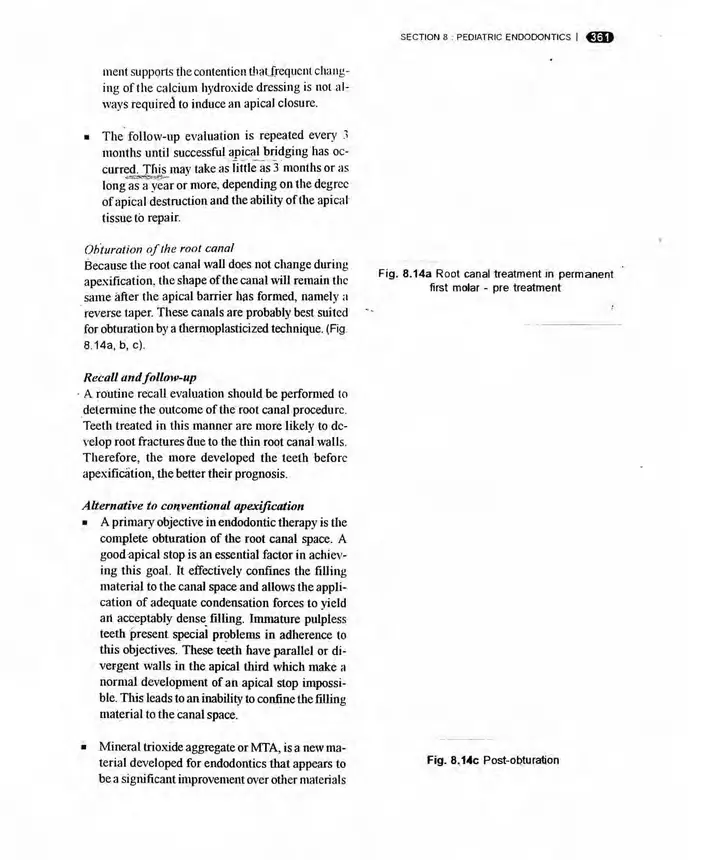 SECTION 8 : PEDIATRIC ENDODONTICS | 361
ment supports the contention that frequent chang-
ing of the calcium hydroxide dressing is not al-
ways required to induce an apical closure.
■ The follow-up evaluation is repeated every 3
months until successful apical bridging has oc-
curred. This may take as little as 3 months or as
long as a year or more, depending on the degree
of apical destruction and the ability of the apical
tissue to repair.
Obturation of the root canal
Because the root canal wall does not change during
apexification, the shape of the canal will remain the
same after the apical barrier has formed, namely a
reverse taper. These canals are probably best suited
for obturation by a thermoplasticized technique. (Fig.
8.14a, b, c).
Recall and follow-up
A routine recall evaluation should be performed to
determine the outcome of the root canal procedure.
Teeth treated in this manner are more likely to de-
velop root fractures due to the thin root canal walls.
Therefore, the more developed the teeth before
apexification, the better their prognosis.
Alternative to conventional apexification
■ A primary objective in endodontic therapy is the
complete obturation of the root canal space. A
good apical stop is an essential factor in achiev-
ing this goal. It effectively confines the filling
material to the canal space and allows the appli-
cation of adequate condensation forces to yield
an acceptably dense filling. Immature pulpless
teeth present special problems in adherence to
this objectives. These teeth have parallel or di-
vergent walls in the apical third which make a
normal development of an apical stop impossi-
ble. This leads to an inability to confine the filling
material to the canal space.
■ Mineral trioxide aggregate or MTA, is a new ma-
terial developed for endodontics that appears to
be a significant improvement over other materials
Fig. 8.14a Root canal treatment in permanent
first molar - pre treatment
Fig. 8.14c Post-obturation